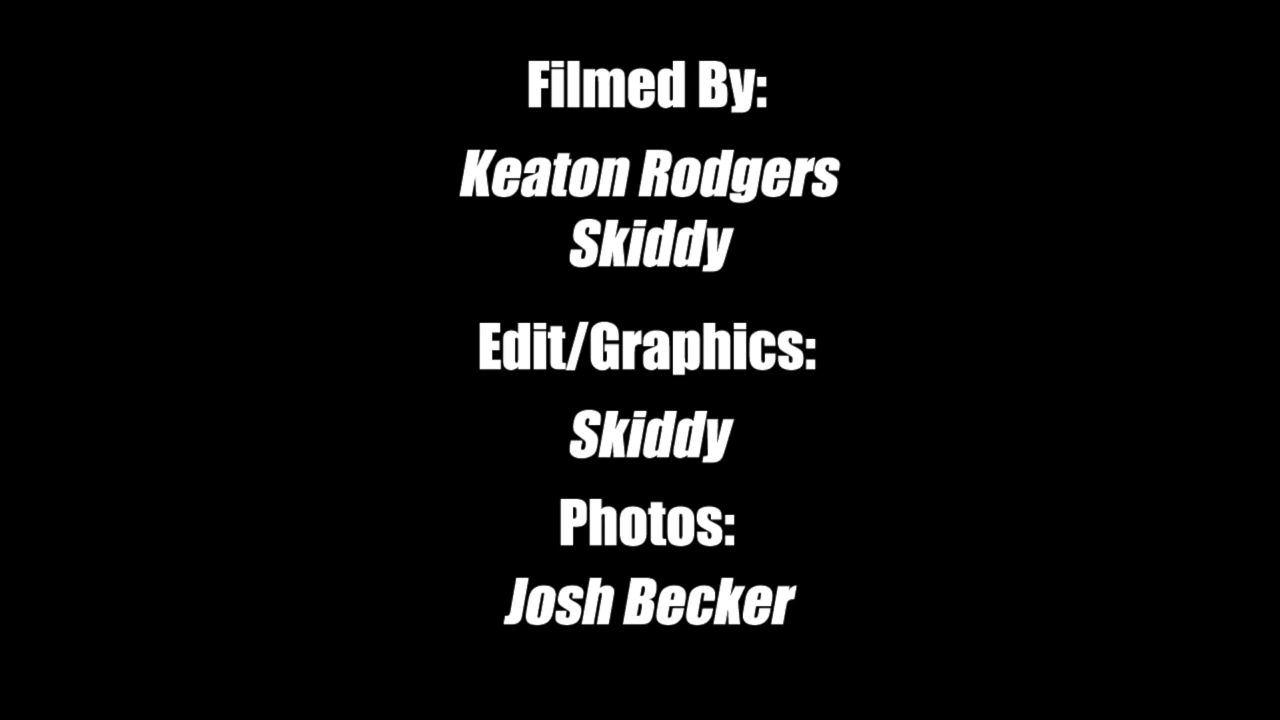 Filmed By:
Keaton Rodgers
Skiddy
Edit/Graphics:
Skiddy
Photos:
Josh Becker